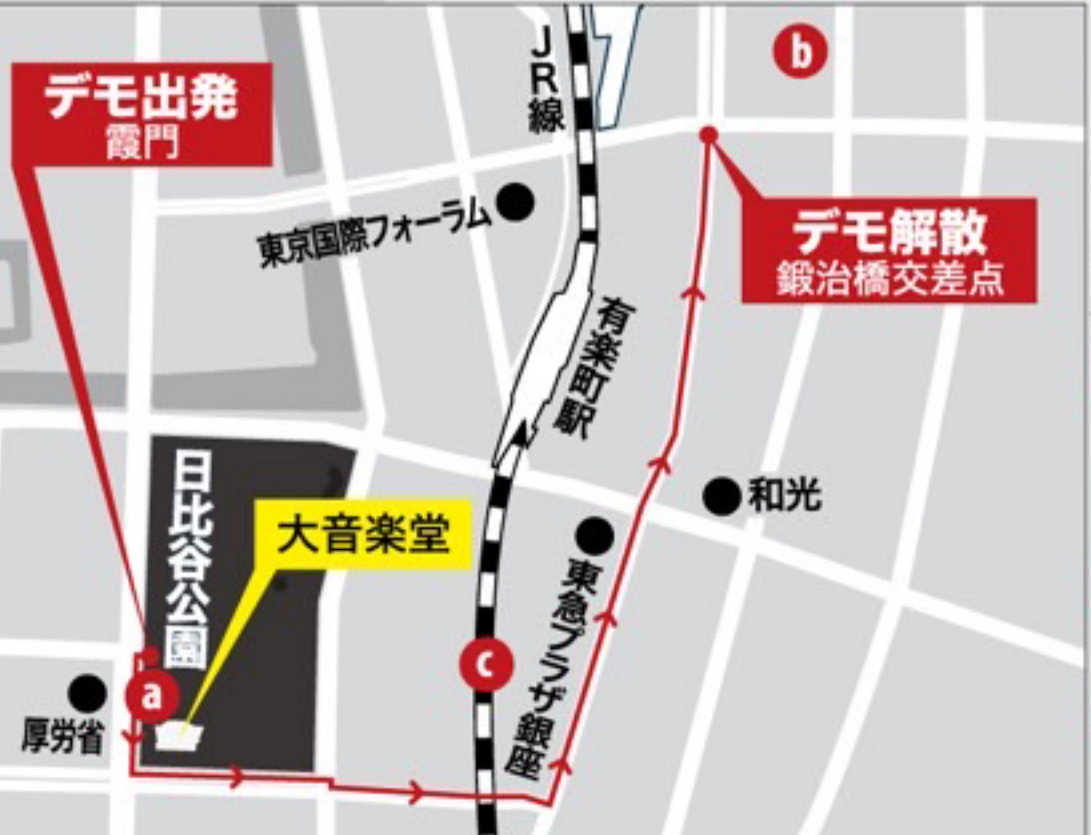 デモ出発
霞門
JR線
b
東京国際フォーラム
デモ解散
鍛冶橋交差点
有楽町駅
日比谷公園
大音楽堂
和光
東急プラザ銀座
c
a
厚労省